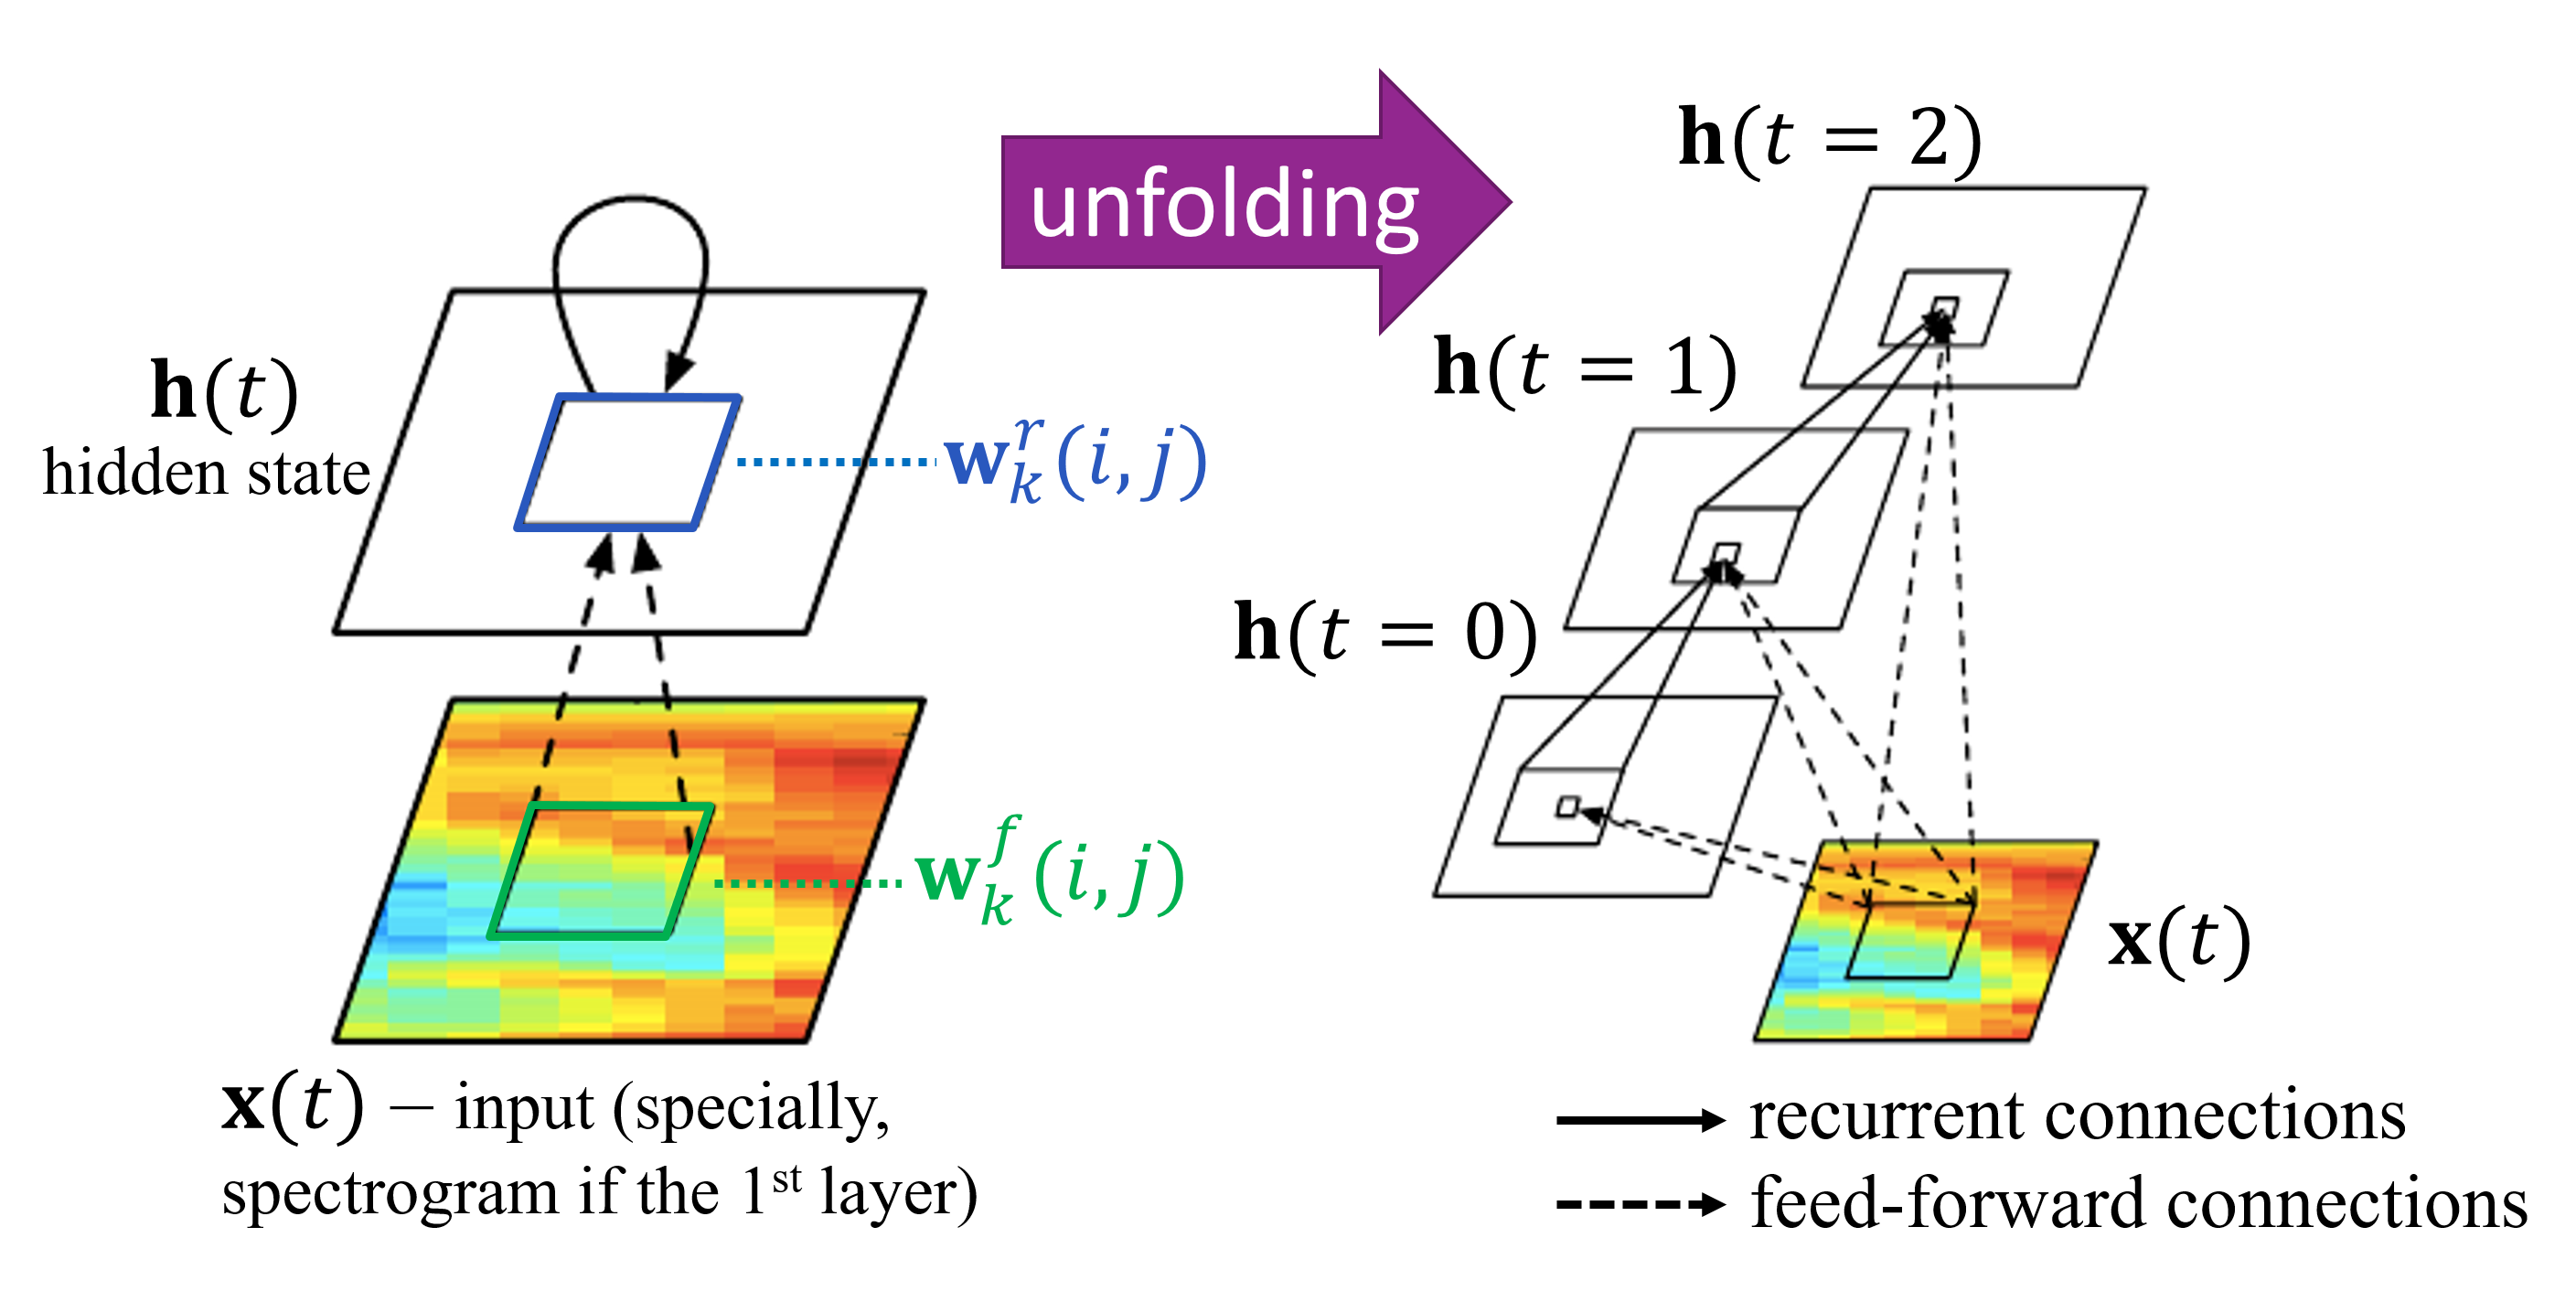 unfolding
h(t = 2)
h(t = 1)
h(t = 0)
h(t)
hidden state
w_k^r(i, j)
w_k^f(i, j)
x(t) – input (specially,
spectrogram if the 1st layer)
x(t)
recurrent connections
feed-forward connections